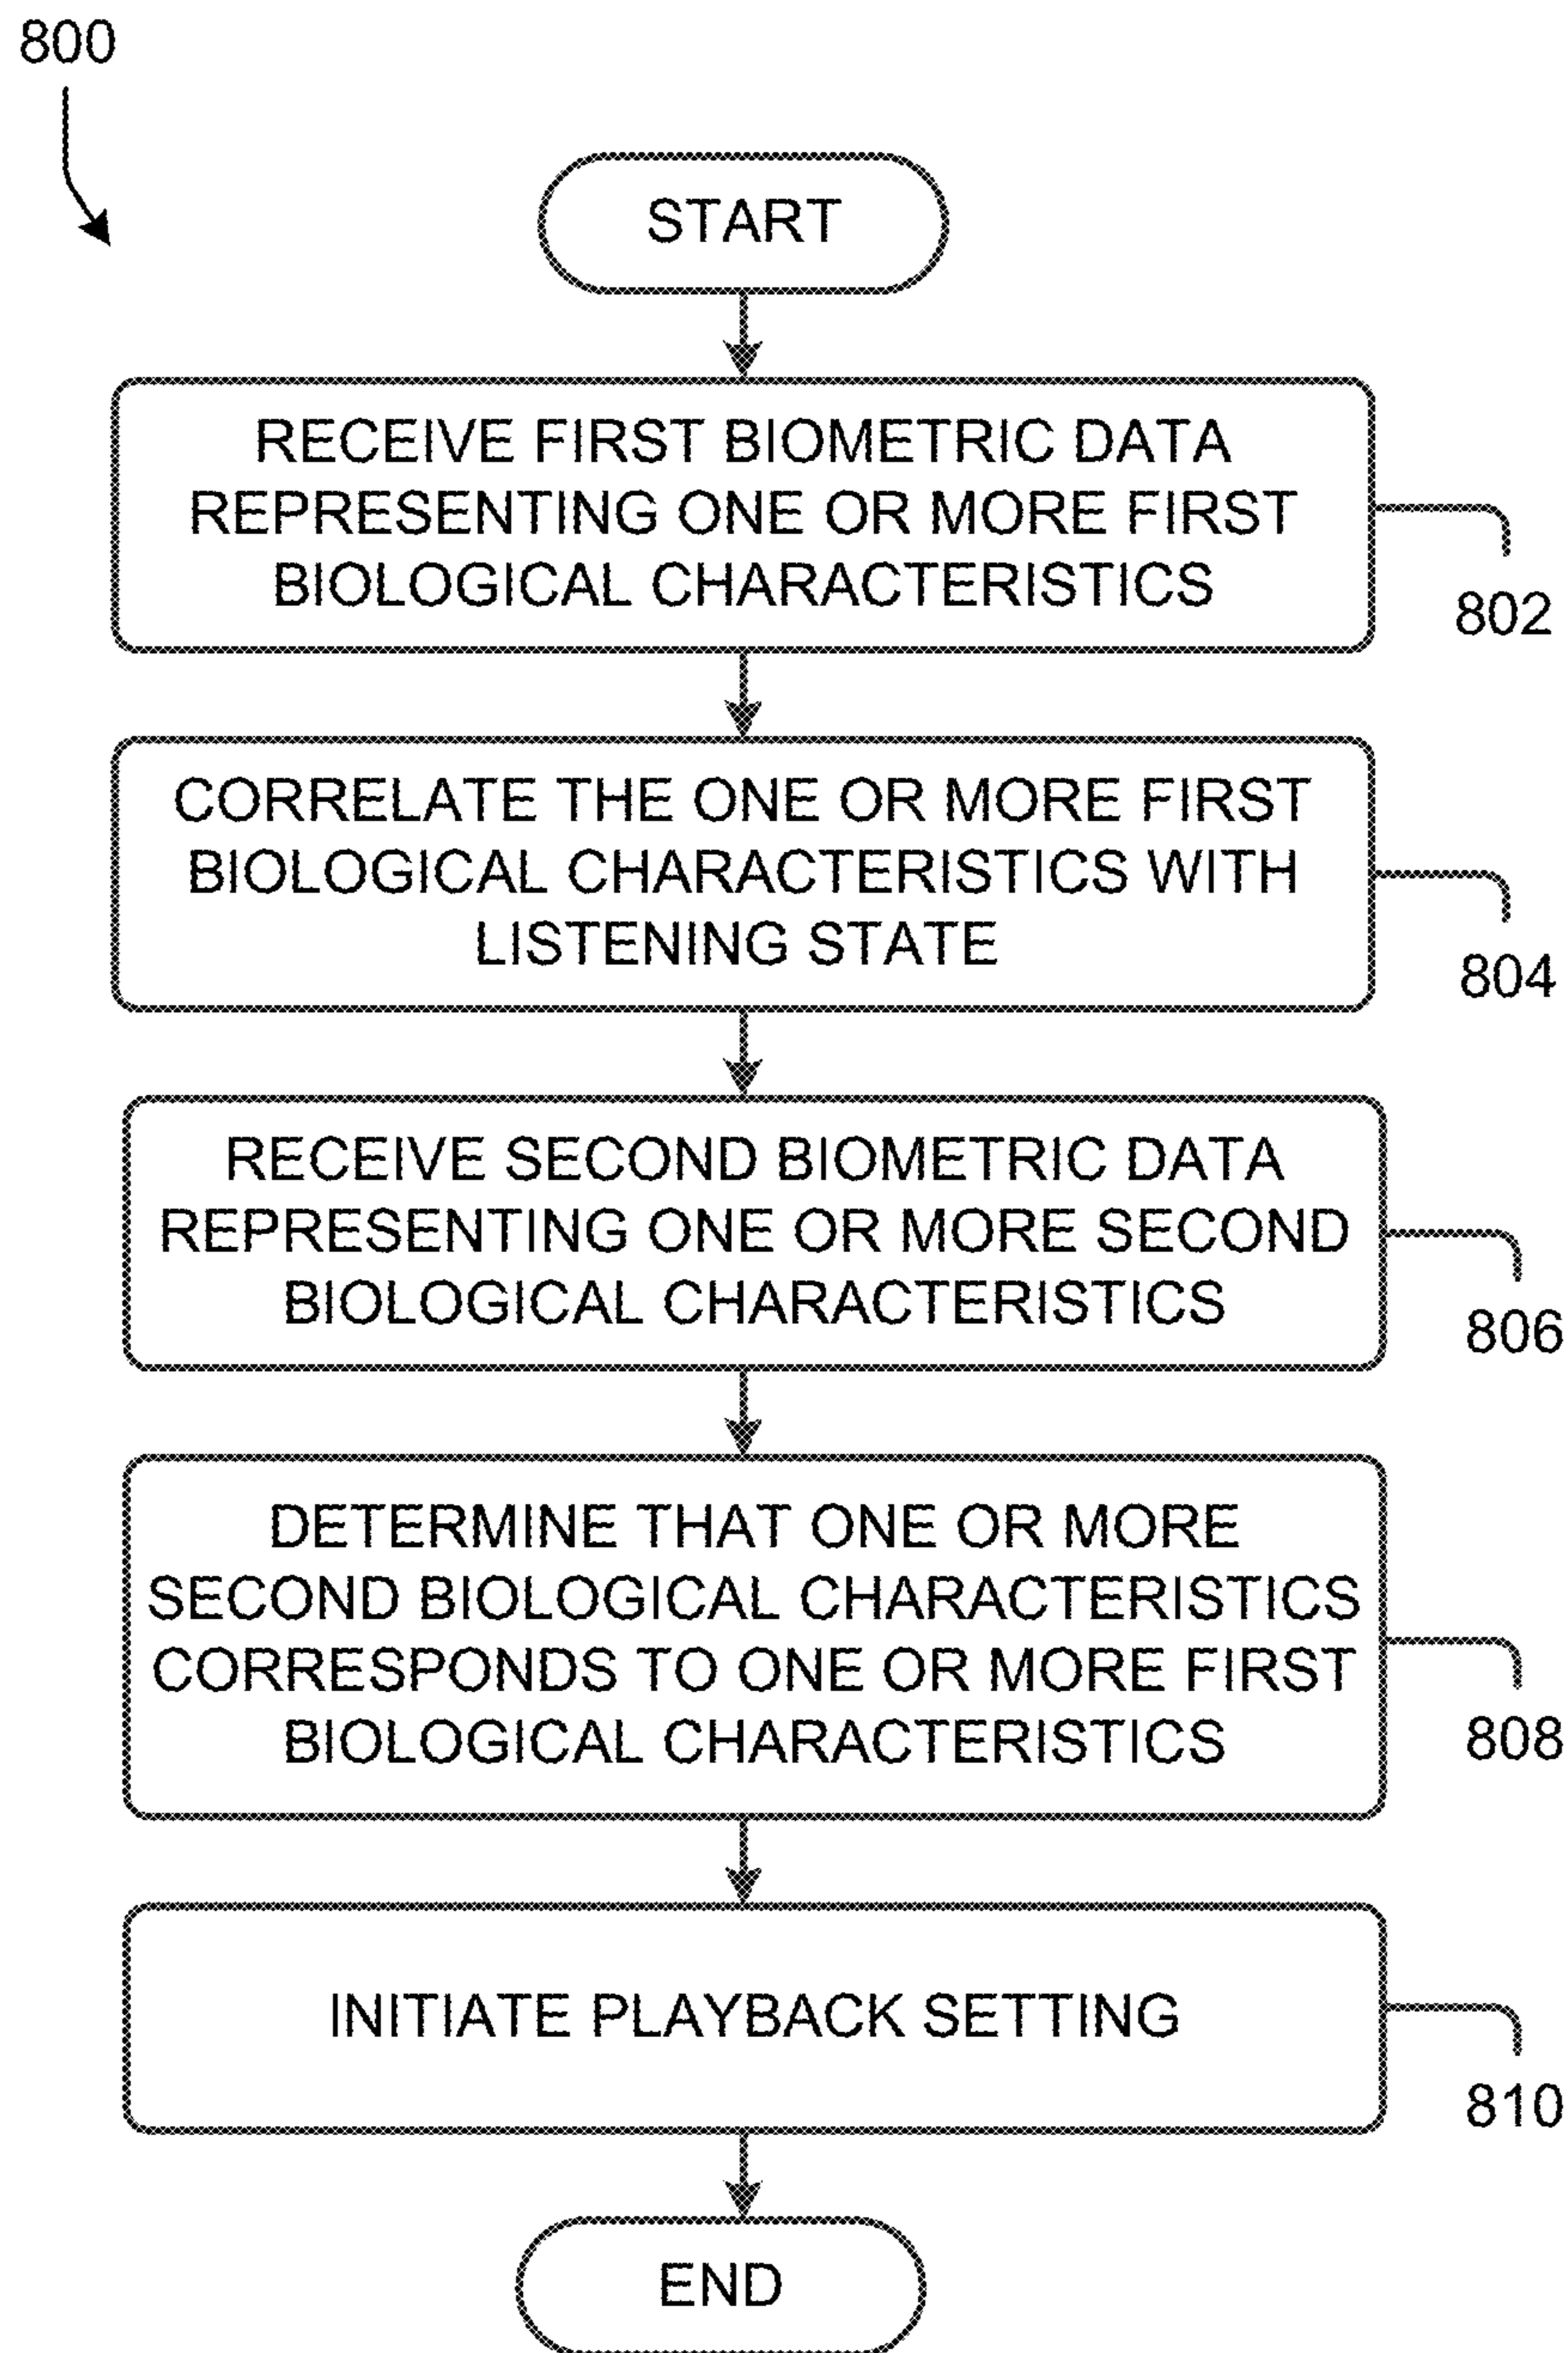 800
START
RECEIVE FIRST BIOMETRIC DATA
REPRESENTING ONE OR MORE FIRST
BIOLOGICAL CHARACTERISTICS
802
CORRELATE THE ONE OR MORE FIRST
BIOLOGICAL CHARACTERISTICS WITH
LISTENING STATE
804
RECEIVE SECOND BIOMETRIC DATA
REPRESENTING ONE OR MORE SECOND
BIOLOGICAL CHARACTERISTICS
806
DETERMINE THAT ONE OR MORE
SECOND BIOLOGICAL CHARACTERISTICS
CORRESPONDS TO ONE OR MORE FIRST
BIOLOGICAL CHARACTERISTICS
808
INITIATE PLAYBACK SETTING
810
END